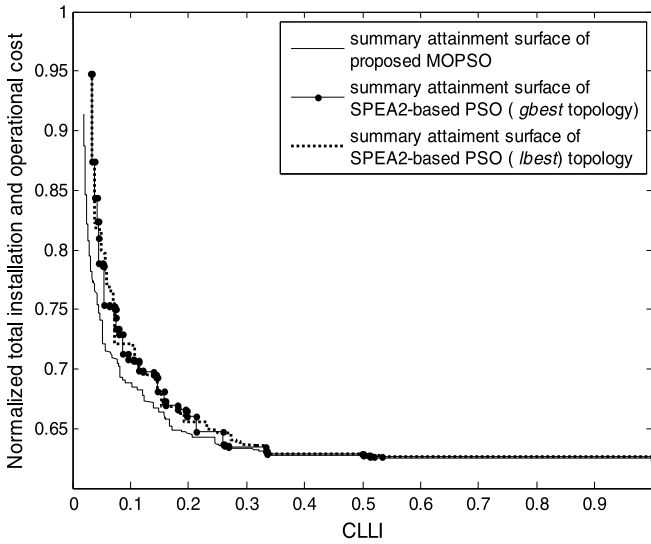 1
0.95
0.9
0.85
0.8
0.75
0.7
0.65
Normalized total installation and operational cost
summary attainment surface of
proposed MOPSO
summary attainment surface of
SPEA2-based PSO ( gbest topology)
summary attaiment surface of
SPEA2-based PSO ( lbest) topology
0 0.1 0.2 0.3 0.4 0.5 0.6 0.7 0.8 0.9
CLLI